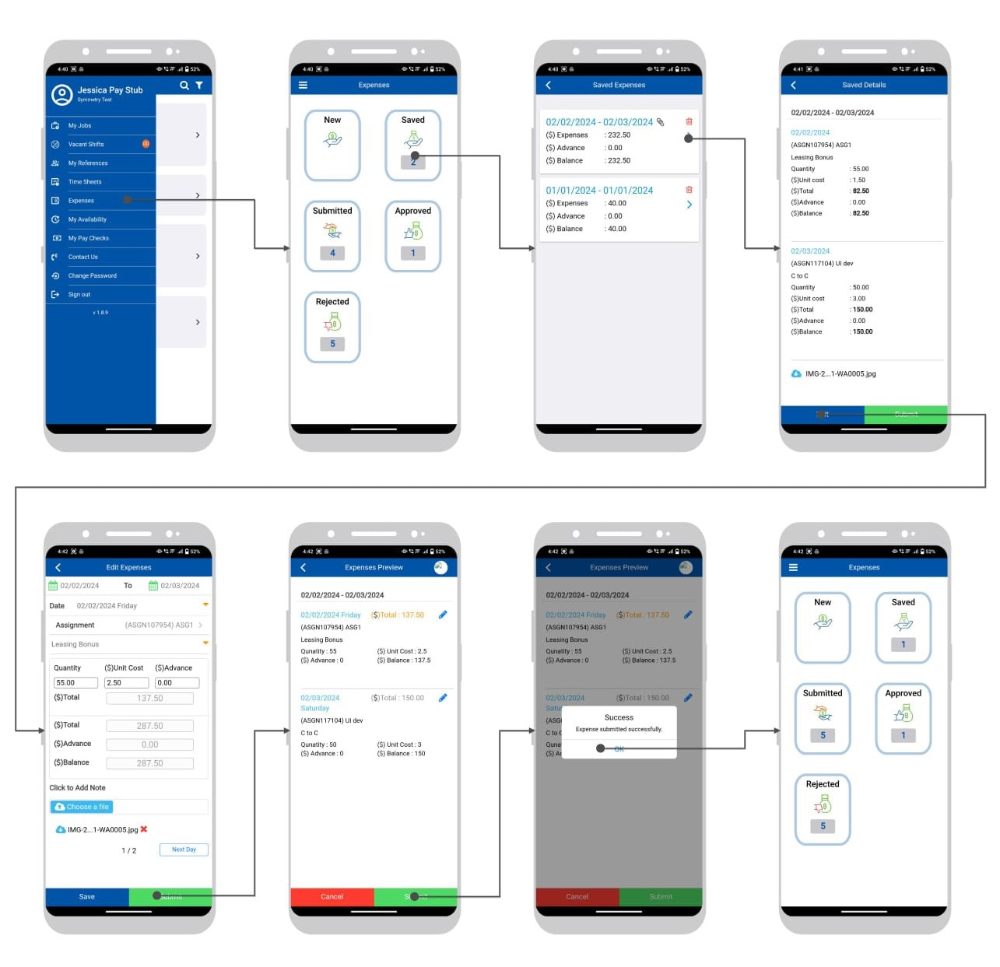 4:40 52%
Jessica Pay Stub
Symmetry Test
My Jobs
Vacant Shifts
My References
Time Sheets
Expenses
My Availability
My Pay Checks
Contact Us
Change Password
Sign out
v 1.8.9
4:40 52%
Expenses
New Saved
2
Submitted Approved
4 1
Rejected
5
4:40 52%
Saved Expenses
02/02/2024 - 02/03/2024
($) Expenses : 232.50
($) Advance : 0.00
($) Balance : 232.50
01/01/2024 - 01/01/2024
($) Expenses : 40.00
($) Advance : 0.00
($) Balance : 40.00
4:41 52%
Saved Details
02/02/2024 - 02/03/2024
02/02/2024
(ASGN107954) ASG1
Leasing Bonus
Quantity : 55.00
($)Unit cost : 1.50
($)Total : 82.50
($)Advance : 0.00
($)Balance : 82.50
02/03/2024
(ASGN117104) UI dev
C to C
Quantity : 50.00
($)Unit cost : 3.00
($)Total : 150.00
($)Advance : 0.00
($)Balance : 150.00
IMG-2...1-WA0005.jpg
Submit
4:42 52%
Edit Expenses
02/02/2024 To 02/03/2024
Date 02/02/2024 Friday
Assignment (ASGN107954) ASG1
Leasing Bonus
Quantity ($)Unit Cost ($)Advance
55.00 2.50 0.00
($)Total 137.50
($)Total 287.50
($)Advance 0.00
($)Balance 287.50
Click to Add Note
Choose a file
IMG-2...1-WA0005.jpg
1 / 2 Next Day
Save Submit
4:42 52%
Expenses Preview
02/02/2024 - 02/03/2024
02/02/2024 Friday ($)Total : 137.50
(ASGN107954) ASG1
Leasing Bonus
Qunatity : 55 ($) Unit Cost : 2.5
($) Advance : 0 ($) Balance : 137.5
02/03/2024 ($)Total : 150.00
Saturday
(ASGN117104) UI dev
C to C
Qunatity : 50 ($) Unit Cost : 3
($) Advance : 0 ($) Balance : 150
Cancel Submit
4:42 52%
Expenses Preview
02/02/2024 - 02/03/2024
02/02/2024 Friday ($)Total : 137.50
(ASGN107954) ASG1
Leasing Bonus
Qunatity : 55 ($) Unit Cost : 2.5
($) Advance : 0 ($) Balance : 137.5
02/03/2024 ($)Total : 150.00
Success
Expense submitted successfully.
OK
Cancel Submit
4:42 52%
Expenses
New Saved
1
Submitted Approved
5 1
Rejected
5